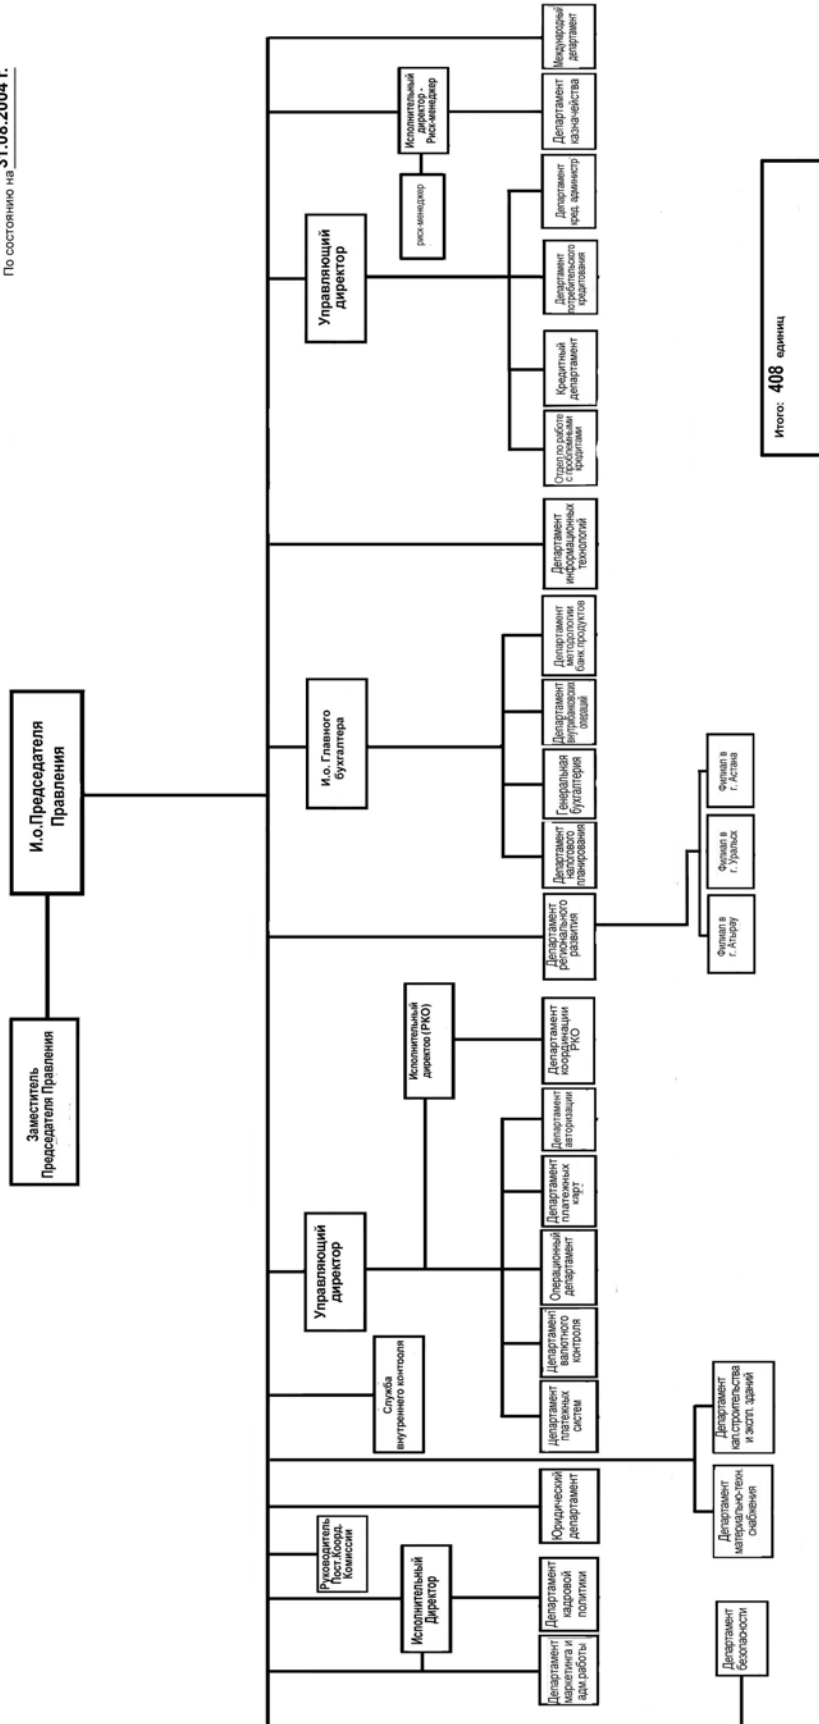 По состоянию на 31.08.2004 г.
И.о.Председателя
Правления
Заместитель
Председателя Правления
Руководитель
Пост.Коорд.
Комиссии
Служба
внутреннего контооля
Управляющий
директор
И.о. Главного
бухгалтера
Управляющий
директор
Исполнительный
Директор
Исполнительный
директоо (РКО)
риск-менеджер
Исполнительный
директор -
Риск-менеджер
Департамент
маркетинга и
адм.работы
Департамент
кадровой
политики
Юридический
департамент
Департамент
платежных
систем
Департамент
валютного
контроля
Операционный
департамент
Департамент
платежных
карт
Департамент
авторизации
Департамент
координации
РКО
Департамент
регионального
развития
Департамент
налогового
планирования
Генеральная
бухгалтерия
Департамент
внутрибанковских
операций
Департамент
методологии
банк.продуктов
Департамент
информационных
технологий
Отдел по работе
с проблемными
кредитами
Кредитный
департамент
Департамент
потребительского
кредитования
Департамент
кред. администр
Департамент
казначейства
Международный
департамент
Департамент
безопасности
Департамент
материально-техн.
снабжения
Департамент
кап.строительства
и экспл. зданий
Филиал в
г. Атырау
Филиал в
г. Уральск
Филиал в
г. Астана
Итого: 408 единиц